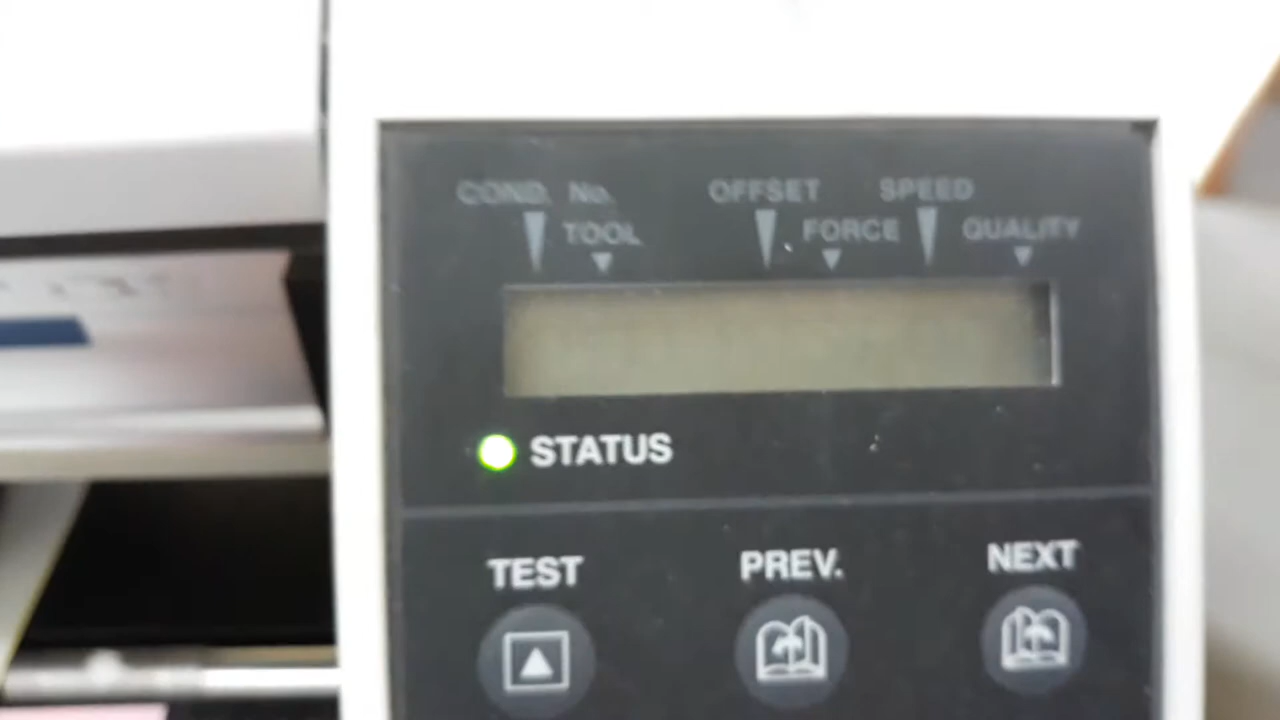 COND. No. OFFSET SPEED
TOOL FORCE QUALITY
STATUS
TEST PREV. NEXT